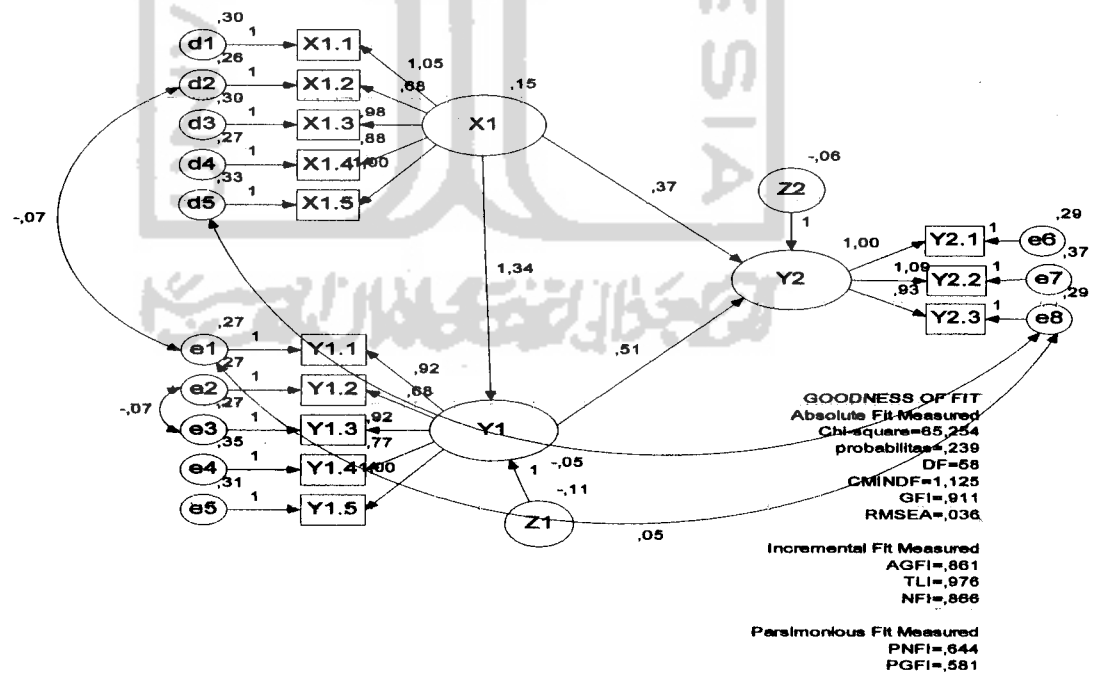 ,30
d1 1 X1.1
,26
d2 1 X1.2
,30
d3 1 X1.3
,27
d4 1 X1.4
,33
d5 1 X1.5
1,05
,68
,98
,88
1,00
,15
X1
-,07
,37
1,34
-,06
Z2
1
Y2
,51
1,00
1,09
,93
Y2.1 1 e6 ,29
Y2.2 1 e7 ,37
Y2.3 1 e8 ,29
,27
e1 1 Y1.1
,27
e2 1 Y1.2
,27
e3 1 Y1.3
,35
e4 1 Y1.4
,31
e5 1 Y1.5
-,07
,92
,68
,92
,77
1,00
Y1
1
-,05
-,11
Z1
,05
GOODNESS OF FIT
Absolute Fit Measured
Chi-square=65,254
probabilitas=,239
DF=58
CMINDF=1,125
GFI=,911
RMSEA=,036
Incremental Fit Measured
AGFI=,861
TLI=,976
NFI=,866
Parsimonious Fit Measured
PNFI=,644
PGFI=,581
ESIA